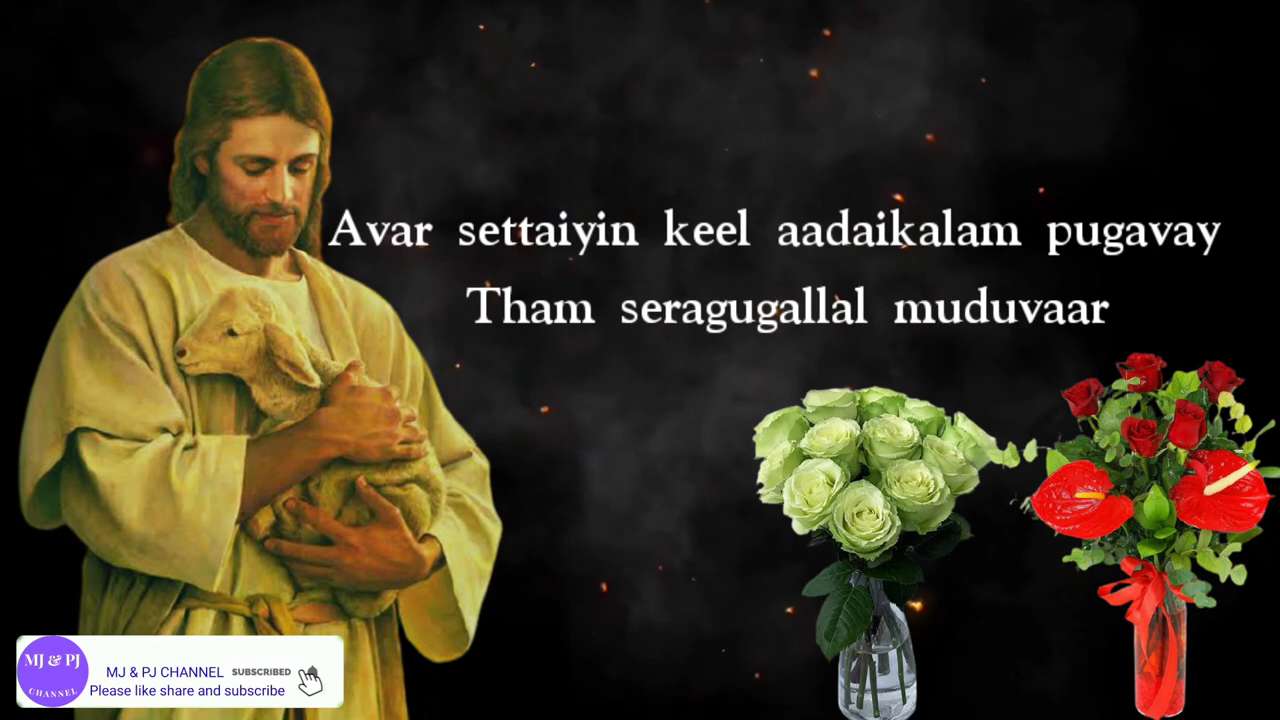 Avar settaiyin keel aadaikalam pugavay
Tham seragugallal muduvaar
MJ & PJ
CHANNEL
MJ & PJ CHANNEL SUBSCRIBED
Please like share and subscribe